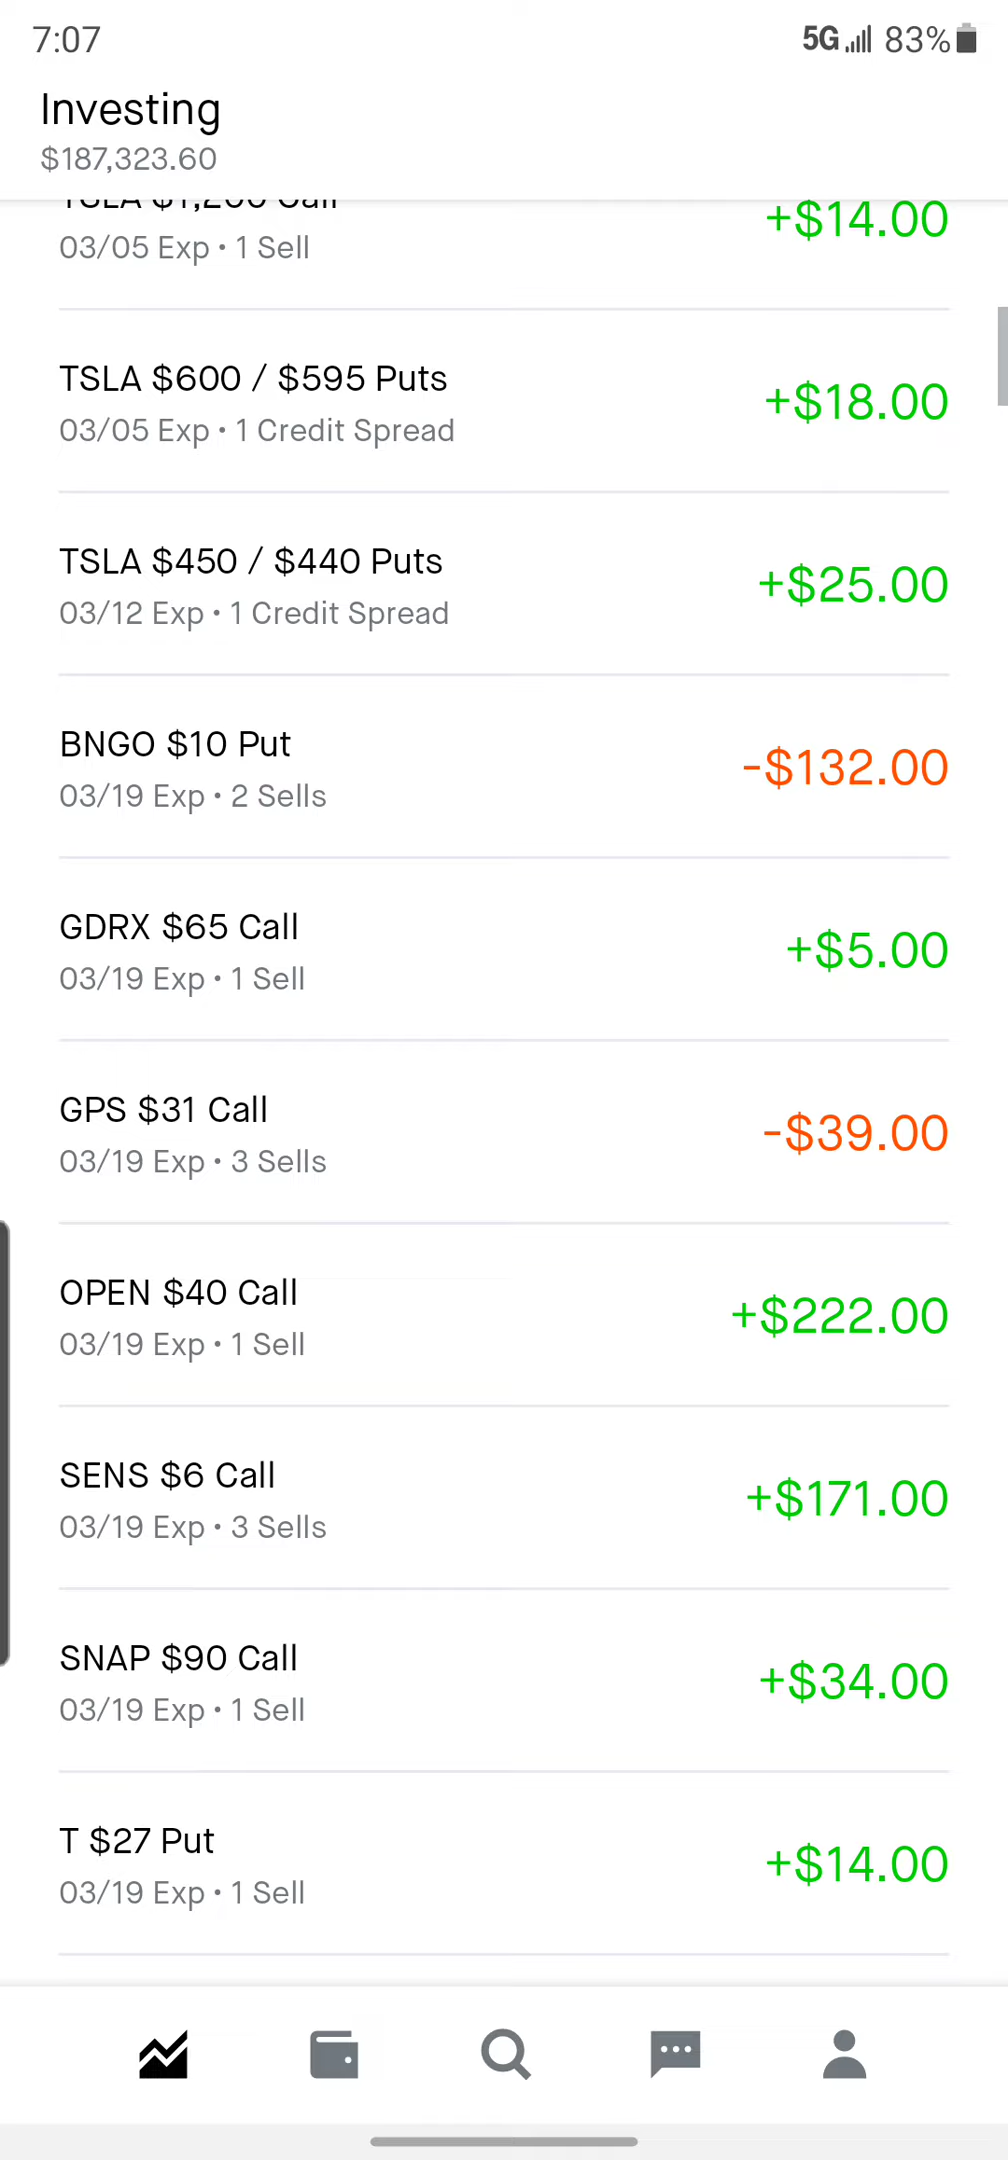 7:07
5G 83%
Investing
$187,323.60
TSLA $1,200 Call
+$14.00
03/05 Exp • 1 Sell
TSLA $600 / $595 Puts
+$18.00
03/05 Exp • 1 Credit Spread
TSLA $450 / $440 Puts
+$25.00
03/12 Exp • 1 Credit Spread
BNGO $10 Put
-$132.00
03/19 Exp • 2 Sells
GDRX $65 Call
+$5.00
03/19 Exp • 1 Sell
GPS $31 Call
-$39.00
03/19 Exp • 3 Sells
OPEN $40 Call
+$222.00
03/19 Exp • 1 Sell
SENS $6 Call
+$171.00
03/19 Exp • 3 Sells
SNAP $90 Call
+$34.00
03/19 Exp • 1 Sell
T $27 Put
+$14.00
03/19 Exp • 1 Sell